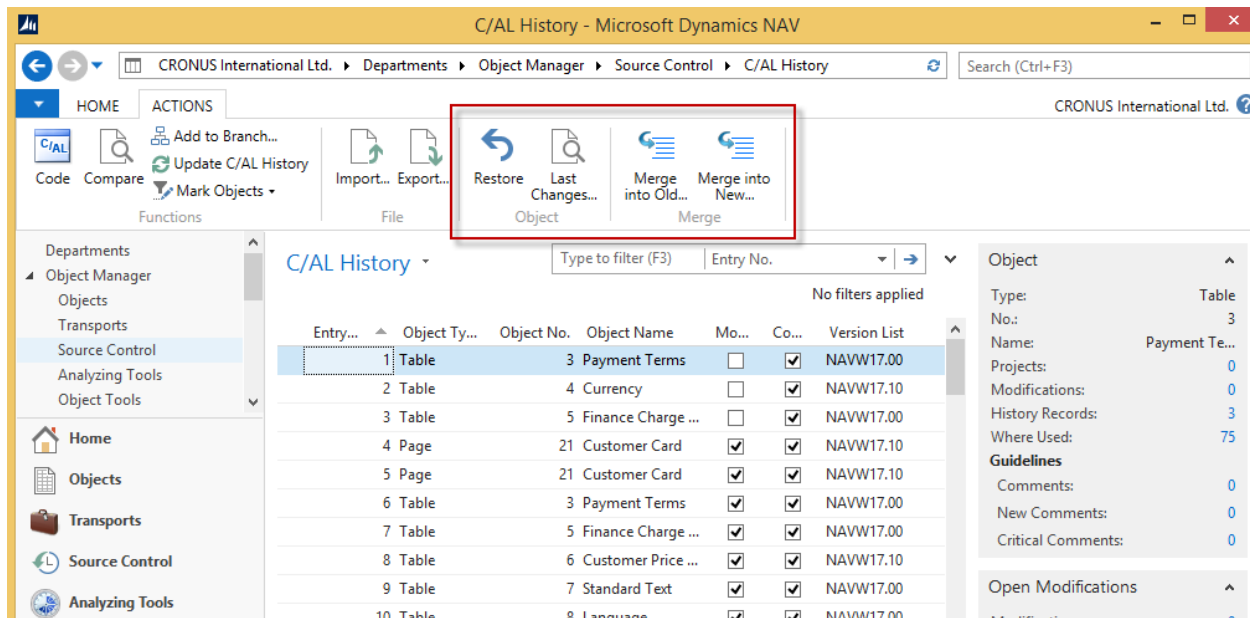 C/AL History - Microsoft Dynamics NAV
CRONUS International Ltd. Departments Object Manager Source Control C/AL History
Search (Ctrl+F3)
HOME ACTIONS
CRONUS International Ltd.
C/AL
Code
Compare
Add to Branch...
Update C/AL History
Mark Objects
Functions
Import... Export...
File
Restore
Last
Changes...
Object
Merge
into Old...
Merge into
New...
Merge
Departments
Object Manager
Objects
Transports
Source Control
Analyzing Tools
Object Tools
Home
Objects
Transports
Source Control
Analyzing Tools
C/AL History
Type to filter (F3) Entry No.
No filters applied
Entry... Object Ty... Object No. Object Name Mo... Co... Version List
1 Table 3 Payment Terms NAVW17.00
2 Table 4 Currency NAVW17.10
3 Table 5 Finance Charge ... NAVW17.00
4 Page 21 Customer Card NAVW17.10
5 Page 21 Customer Card NAVW17.10
6 Table 3 Payment Terms NAVW17.00
7 Table 5 Finance Charge ... NAVW17.00
8 Table 6 Customer Price ... NAVW17.10
9 Table 7 Standard Text NAVW17.00
10 Table 8 Language NAVW17.00
Object
Type: Table
No.: 3
Name: Payment Te...
Projects: 0
Modifications: 0
History Records: 3
Where Used: 75
Guidelines
Comments: 0
New Comments: 0
Critical Comments: 0
Open Modifications